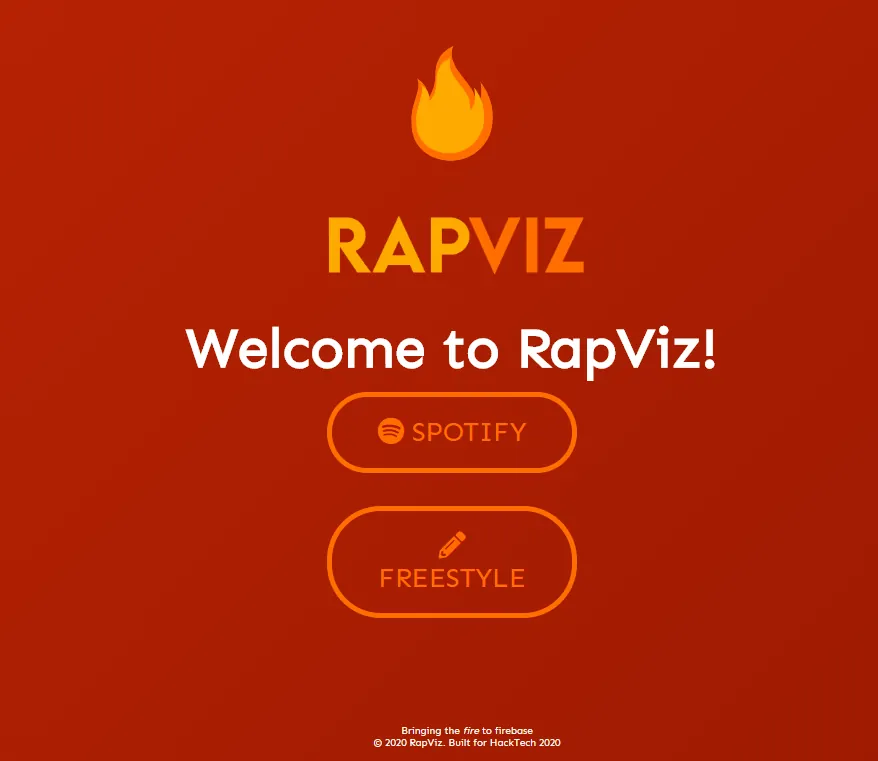 RAPVIZ
Welcome to RapViz!
SPOTIFY
FREESTYLE
Bringing the fire to firebase
© 2020 RapViz. Built for HackTech 2020